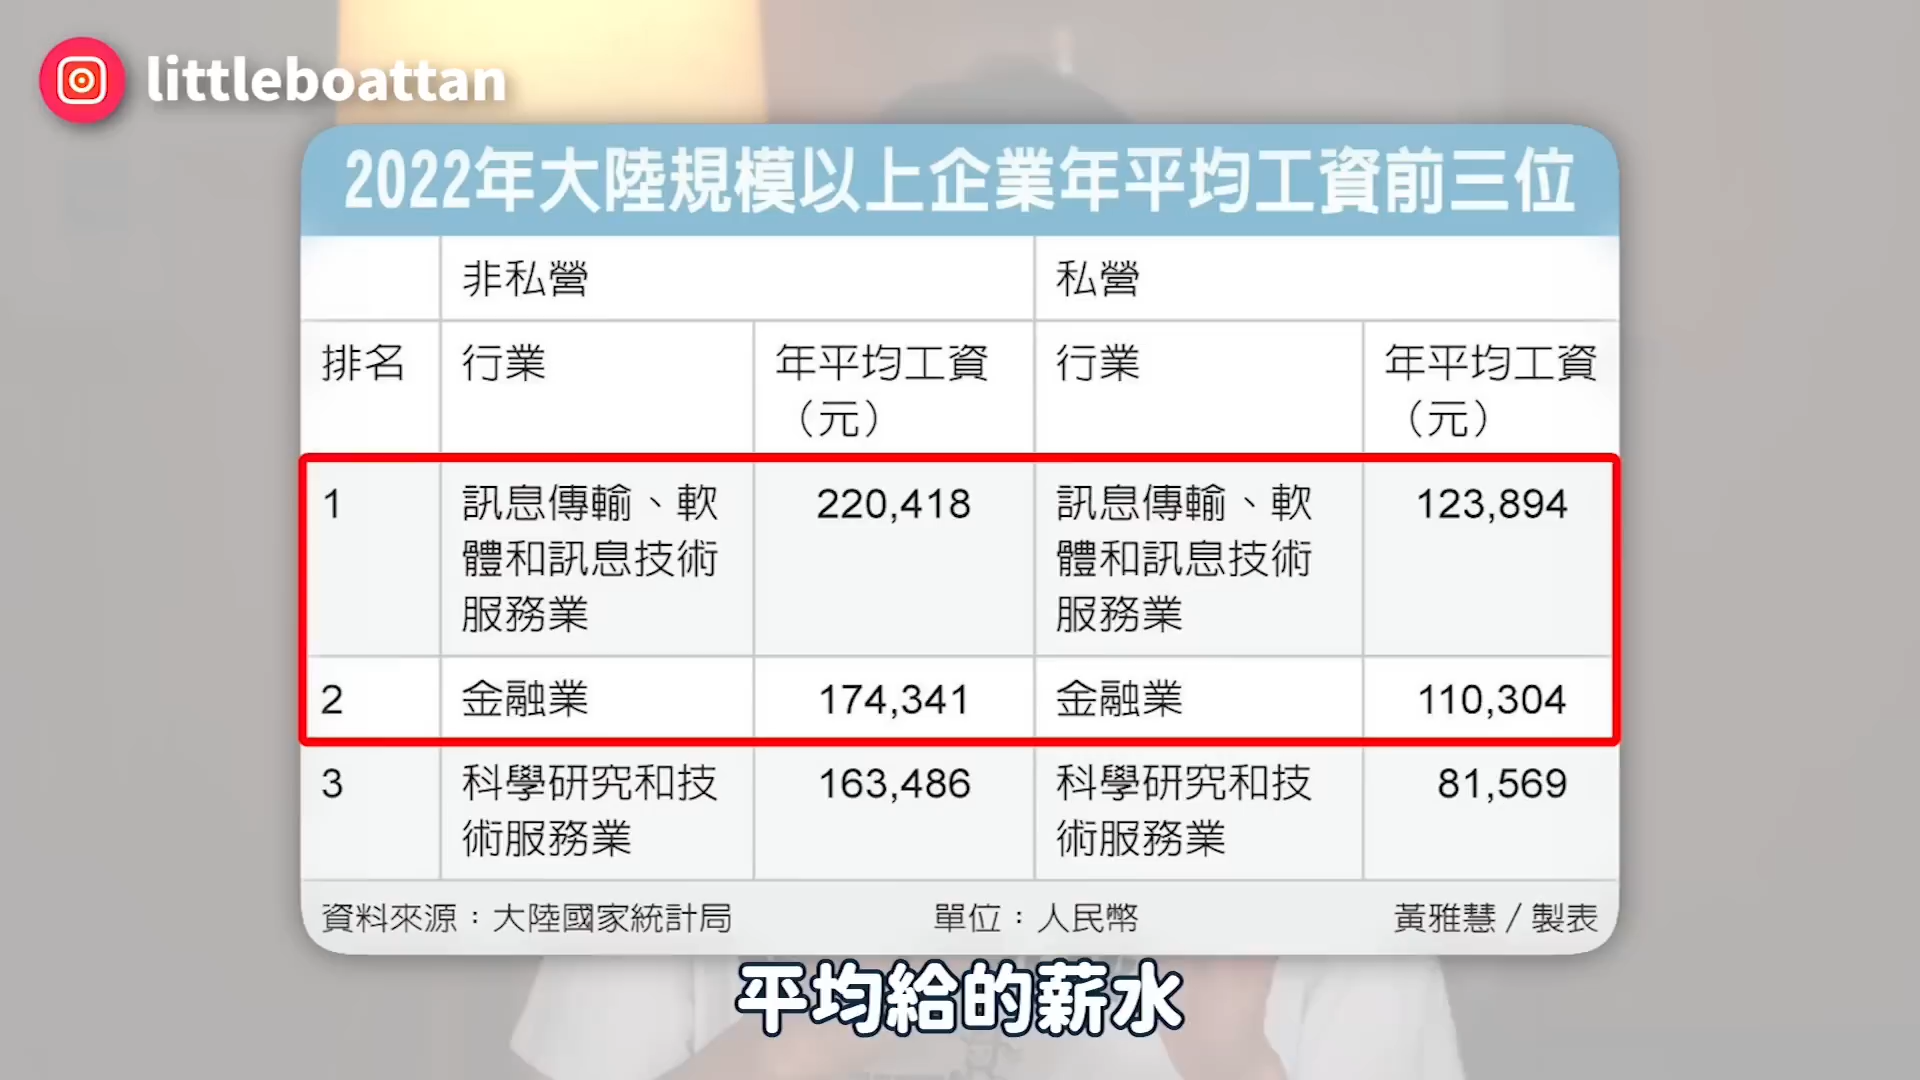 littleboattan
2022年大陸規模以上企業年平均工資前三位
非私營 私營
排名 行業 年平均工資 行業 年平均工資
（元） （元）
1 訊息傳輸、軟 220,418 訊息傳輸、軟 123,894
體和訊息技術 體和訊息技術
服務業 服務業
2 金融業 174,341 金融業 110,304
3 科學研究和技 163,486 科學研究和技 81,569
術服務業 術服務業
資料來源：大陸國家統計局 單位：人民幣 黃雅慧／製表
平均給的薪水